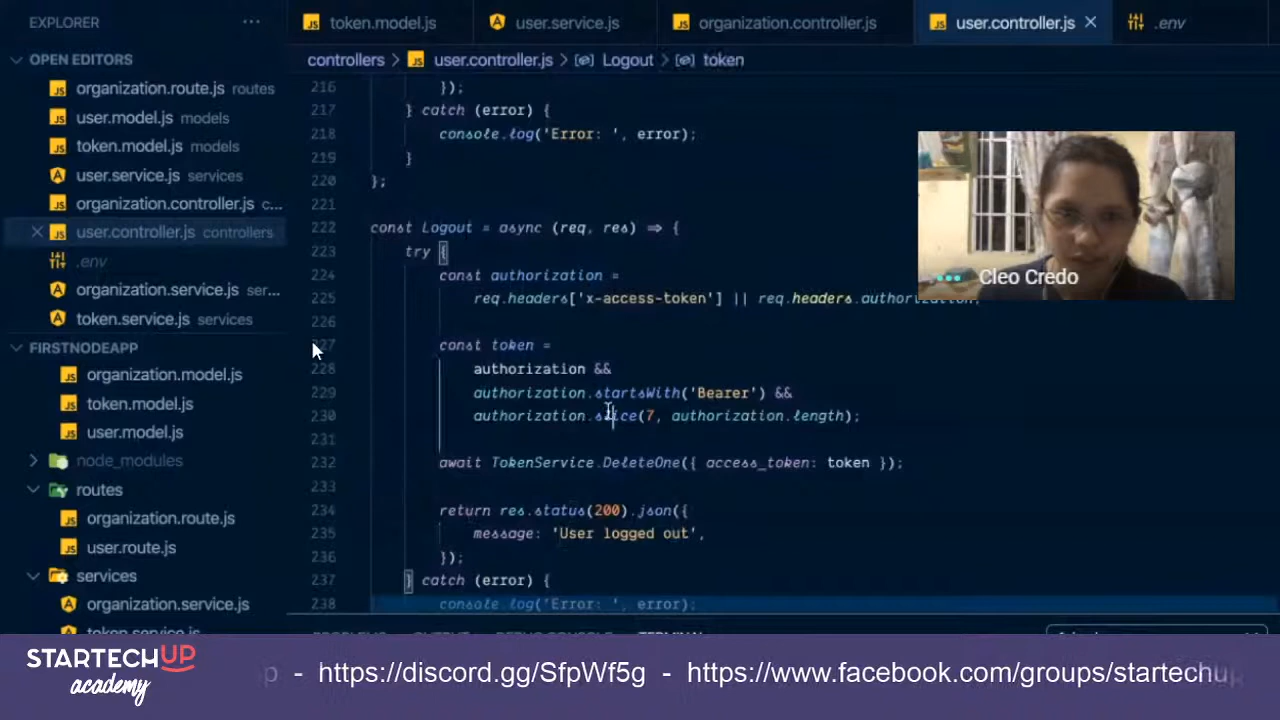 EXPLORER ...
token.model.js user.service.js organization.controller.js user.controller.js .env
OPEN EDITORS
organization.route.js routes
user.model.js models
token.model.js models
user.service.js services
organization.controller.js c...
user.controller.js controllers
.env
organization.service.js ser...
token.service.js services
FIRSTNODEAPP
organization.model.js
token.model.js
user.model.js
node_modules
routes
organization.route.js
user.route.js
services
organization.service.js
token.service.js
controllers > user.controller.js > Logout > token
216 });
217 } catch (error) {
218 console.log('Error: ', error);
219 }
220 };
221
222 const Logout = async (req, res) => {
223 try {
224 const authorization =
225 req.headers['x-access-token'] || req.headers.authorization;
226
227 const token =
228 authorization &&
229 authorization.startsWith('Bearer') &&
230 authorization.slice(7, authorization.length);
231
232 await TokenService.DeleteOne({ access_token: token });
233
234 return res.status(200).json({
235 message: 'User logged out',
236 });
237 } catch (error) {
238 console.log('Error: ', error);
Cleo Credo
STARTECHUP
academy
p - https://discord.gg/SfpWf5g - https://www.facebook.com/groups/startechu